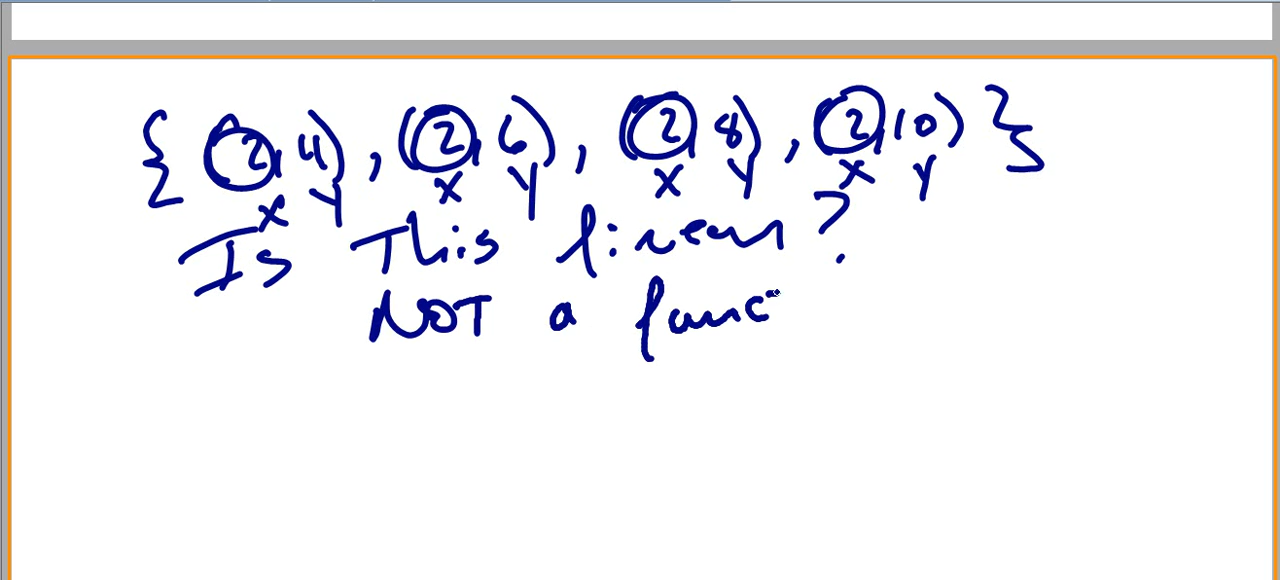 { (2, 4), (2, 6), (2, 8), (2, 10) }
x y x y x y x y
Is This linear?
NOT a func